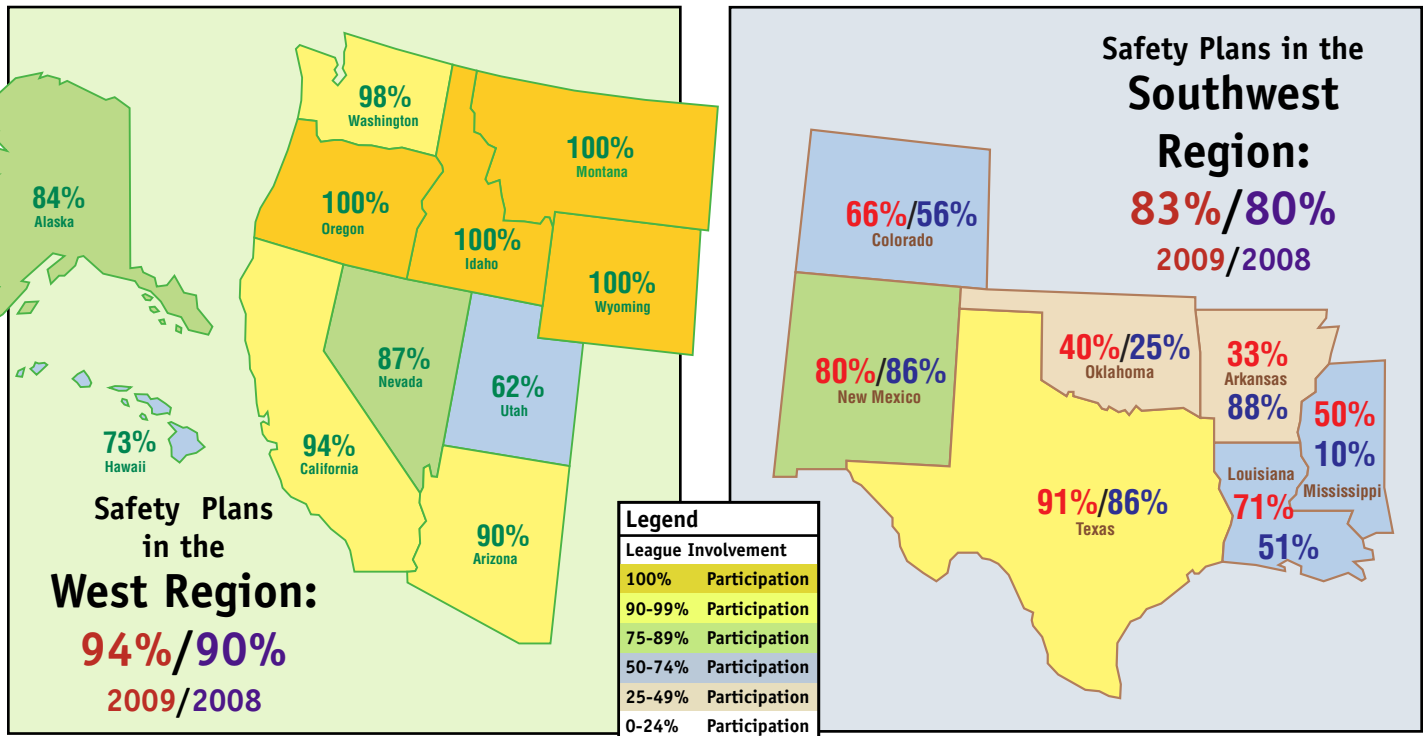 98%
Washington
100%
Montana
84%
Alaska
100%
Oregon
100%
Idaho
100%
Wyoming
87%
Nevada
62%
Utah
73%
Hawaii
94%
California
90%
Arizona
Safety Plans
in the
West Region:
94%/90%
2009/2008
Legend
League Involvement
100% Participation
90-99% Participation
75-89% Participation
50-74% Participation
25-49% Participation
0-24% Participation
Safety Plans in the
Southwest
Region:
83%/80%
2009/2008
66%/56%
Colorado
80%/86%
New Mexico
40%/25%
Oklahoma
33%
Arkansas
88%
50%
10%
Mississippi
Louisiana
71%
51%
91%/86%
Texas